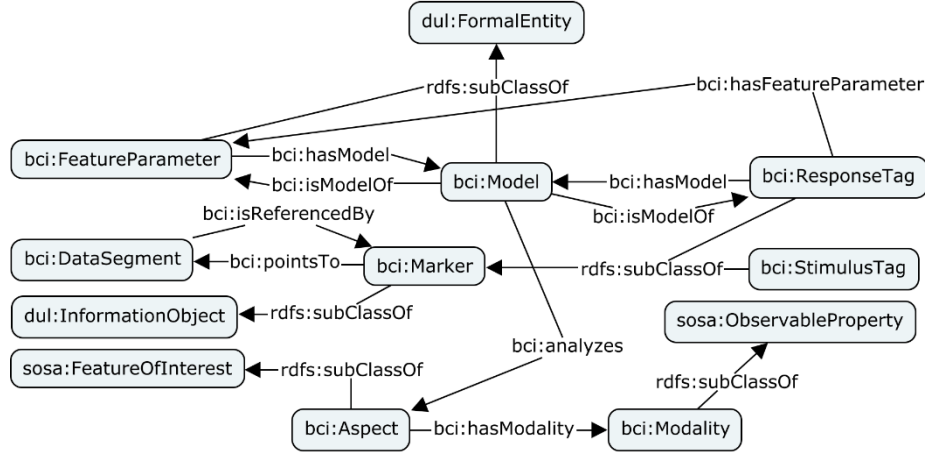 dul:FormalEntity
rdfs:subClassOf
bci:hasFeatureParameter
bci:FeatureParameter
bci:hasModel
bci:isModelOf
bci:Model
bci:hasModel
bci:isModelOf
bci:ResponseTag
bci:isReferencedBy
bci:DataSegment
bci:pointsTo
bci:Marker
rdfs:subClassOf
bci:StimulusTag
dul:InformationObject
rdfs:subClassOf
sosa:ObservableProperty
sosa:FeatureOfInterest
rdfs:subClassOf
bci:analyzes
rdfs:subClassOf
bci:Aspect
bci:hasModality
bci:Modality